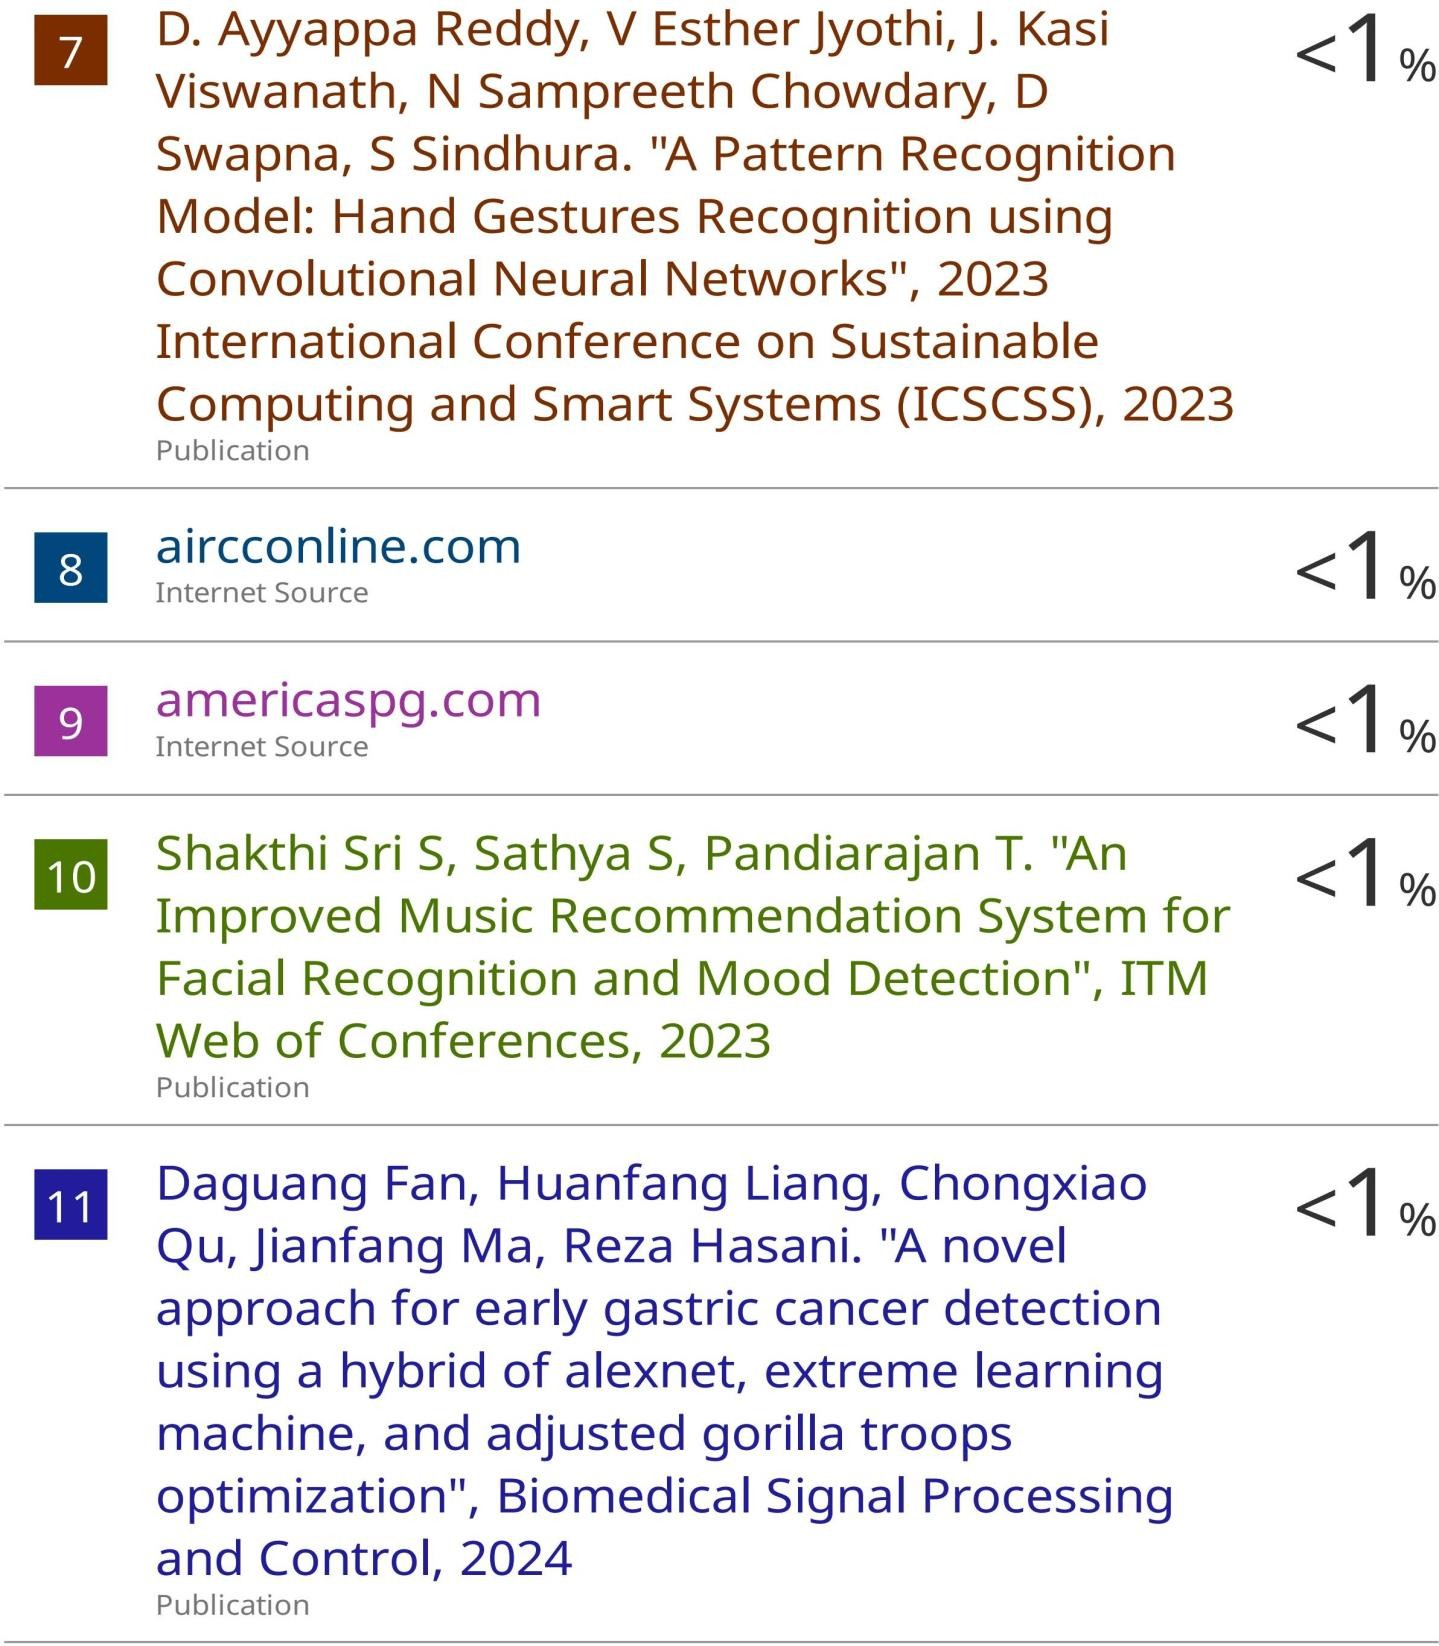 7
D. Ayyappa Reddy, V Esther Jyothi, J. Kasi
Viswanath, N Sampreeth Chowdary, D
Swapna, S Sindhura. "A Pattern Recognition
Model: Hand Gestures Recognition using
Convolutional Neural Networks", 2023
International Conference on Sustainable
Computing and Smart Systems (ICSCSS), 2023
Publication
<1%
8
aircconline.com
Internet Source
<1%
9
americaspg.com
Internet Source
<1%
10
Shakthi Sri S, Sathya S, Pandiarajan T. "An
Improved Music Recommendation System for
Facial Recognition and Mood Detection", ITM
Web of Conferences, 2023
Publication
<1%
11
Daguang Fan, Huanfang Liang, Chongxiao
Qu, Jianfang Ma, Reza Hasani. "A novel
approach for early gastric cancer detection
using a hybrid of alexnet, extreme learning
machine, and adjusted gorilla troops
optimization", Biomedical Signal Processing
and Control, 2024
Publication
<1%